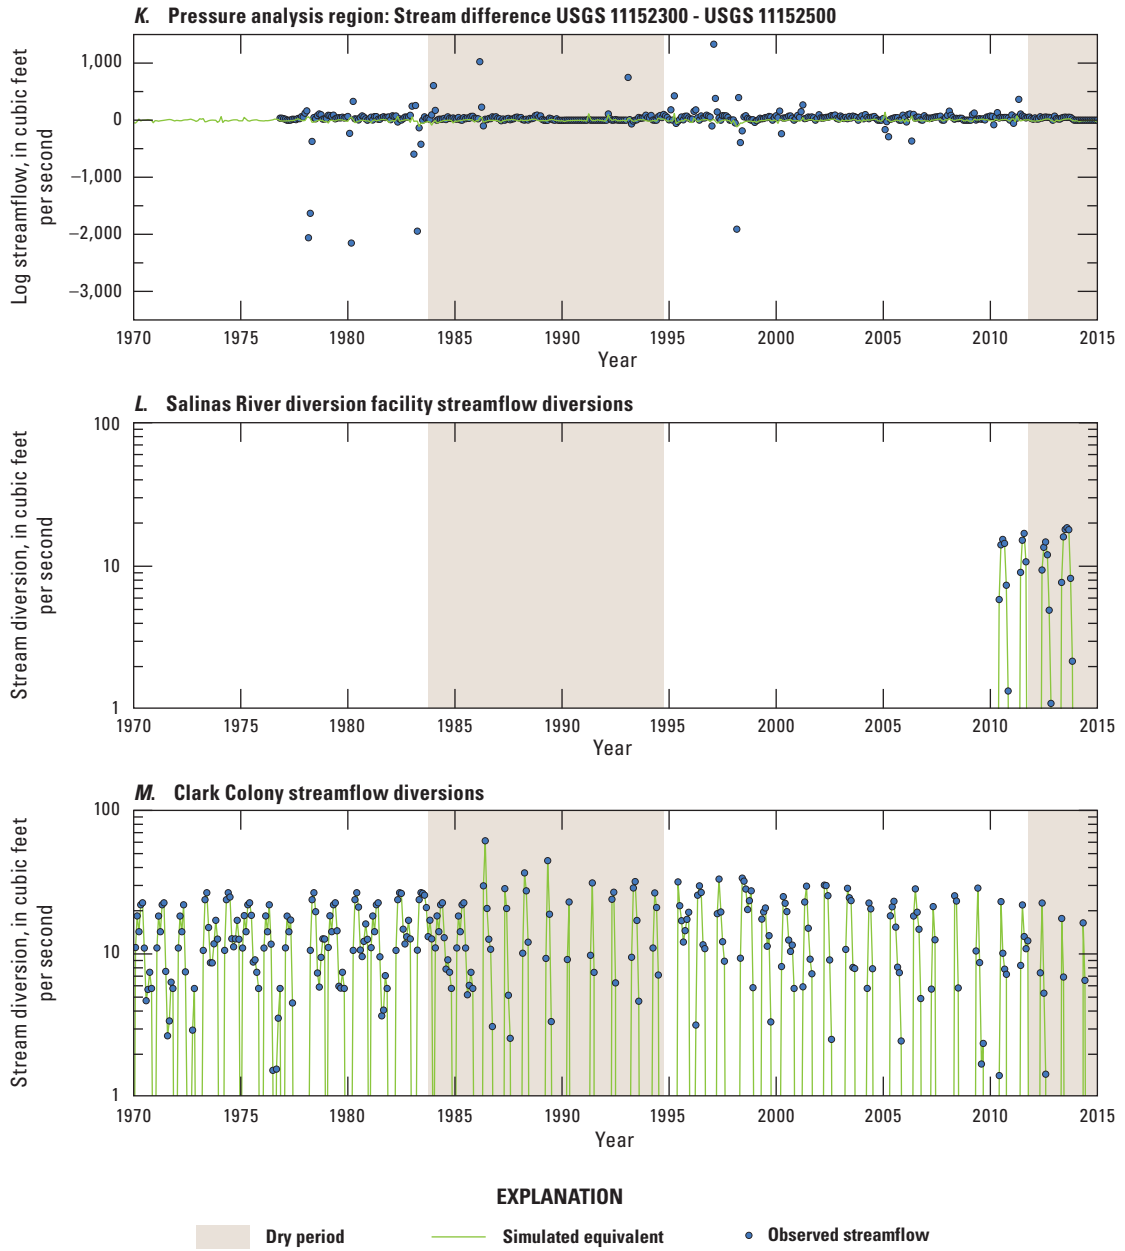 K. Pressure analysis region: Stream difference USGS 11152300 - USGS 11152500
Log streamflow, in cubic feet
per second
1,000
0
−1,000
−2,000
−3,000
1970 1975 1980 1985 1990 1995 2000 2005 2010 2015
Year
L. Salinas River diversion facility streamflow diversions
Stream diversion, in cubic feet
per second
100
10
1
1970 1975 1980 1985 1990 1995 2000 2005 2010 2015
Year
M. Clark Colony streamflow diversions
Stream diversion, in cubic feet
per second
100
10
1
1970 1975 1980 1985 1990 1995 2000 2005 2010 2015
Year
EXPLANATION
Dry period Simulated equivalent Observed streamflow